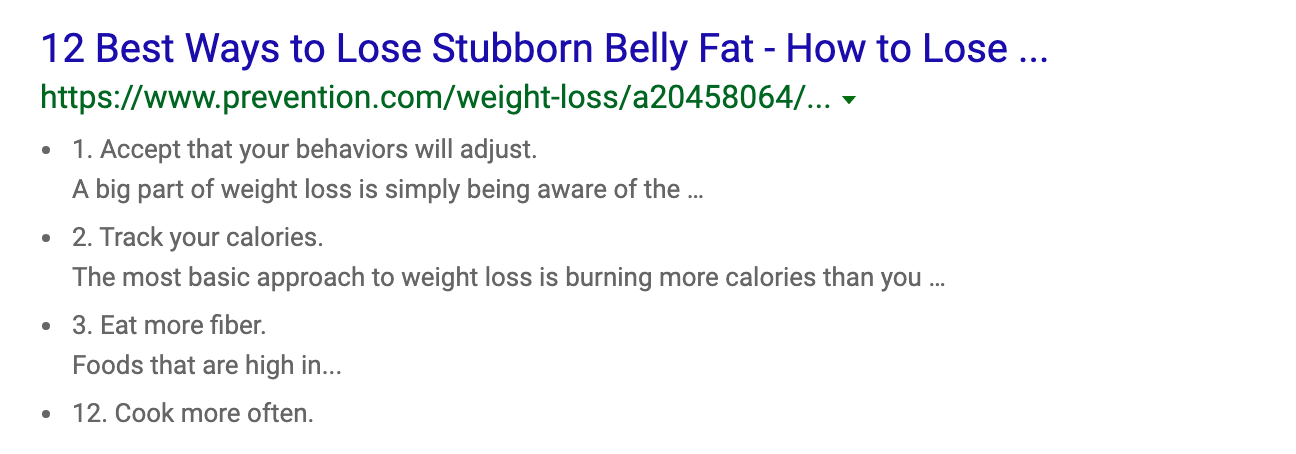 12 Best Ways to Lose Stubborn Belly Fat - How to Lose ...
https://www.prevention.com/weight-loss/a20458064/...
• 1. Accept that your behaviors will adjust.
A big part of weight loss is simply being aware of the ...
• 2. Track your calories.
The most basic approach to weight loss is burning more calories than you ...
• 3. Eat more fiber.
Foods that are high in...
• 12. Cook more often.